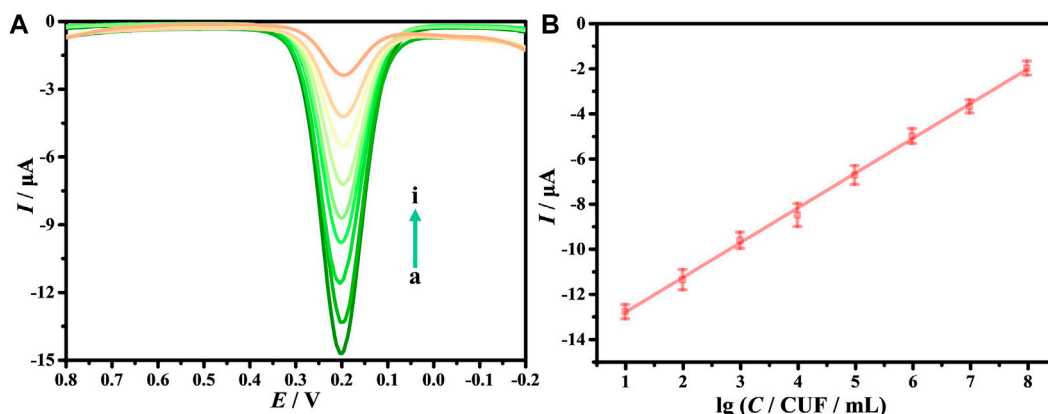 A
0
-3
-6
-9
-12
-15
I / μA
i
a
0.8 0.7 0.6 0.5 0.4 0.3 0.2 0.1 0.0 -0.1 -0.2
E / V
B
0
-2
-4
-6
-8
-10
-12
-14
I / μA
1 2 3 4 5 6 7 8
lg (C / CUF / mL)